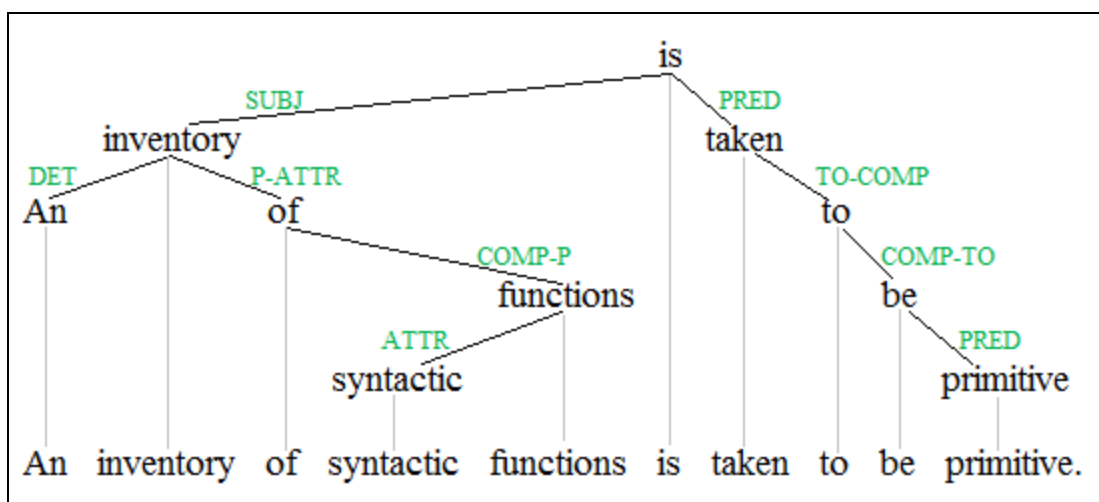 is
SUBJ PRED
inventory taken
DET P-ATTR TO-COMP
An of to
COMP-P COMP-TO
functions be
ATTR PRED
syntactic primitive
An inventory of syntactic functions is taken to be primitive.